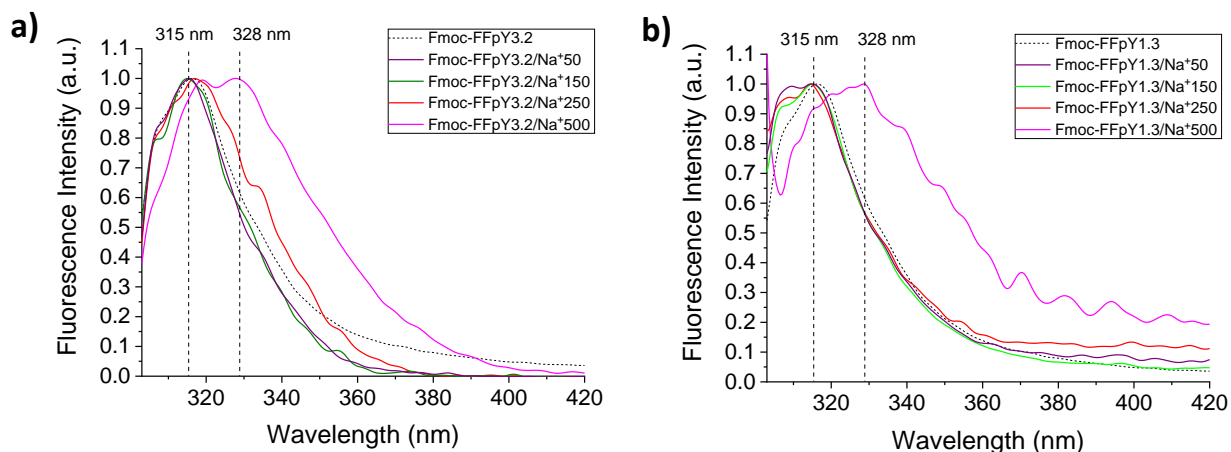 a)
315 nm 328 nm
Fmoc-FFpY3.2
Fmoc-FFpY3.2/Na⁺50
Fmoc-FFpY3.2/Na⁺150
Fmoc-FFpY3.2/Na⁺250
Fmoc-FFpY3.2/Na⁺500
Fluorescence Intensity (a.u.)
1.1
1.0
0.9
0.8
0.7
0.6
0.5
0.4
0.3
0.2
0.1
0.0
320 340 360 380 400 420
Wavelength (nm)
b)
315 nm 328 nm
Fmoc-FFpY1.3
Fmoc-FFpY1.3/Na⁺50
Fmoc-FFpY1.3/Na⁺150
Fmoc-FFpY1.3/Na⁺250
Fmoc-FFpY1.3/Na⁺500
Fluorescence Intensity (a.u.)
1.1
1.0
0.9
0.8
0.7
0.6
0.5
0.4
0.3
0.2
0.1
0.0
320 340 360 380 400 420
Wavelength (nm)